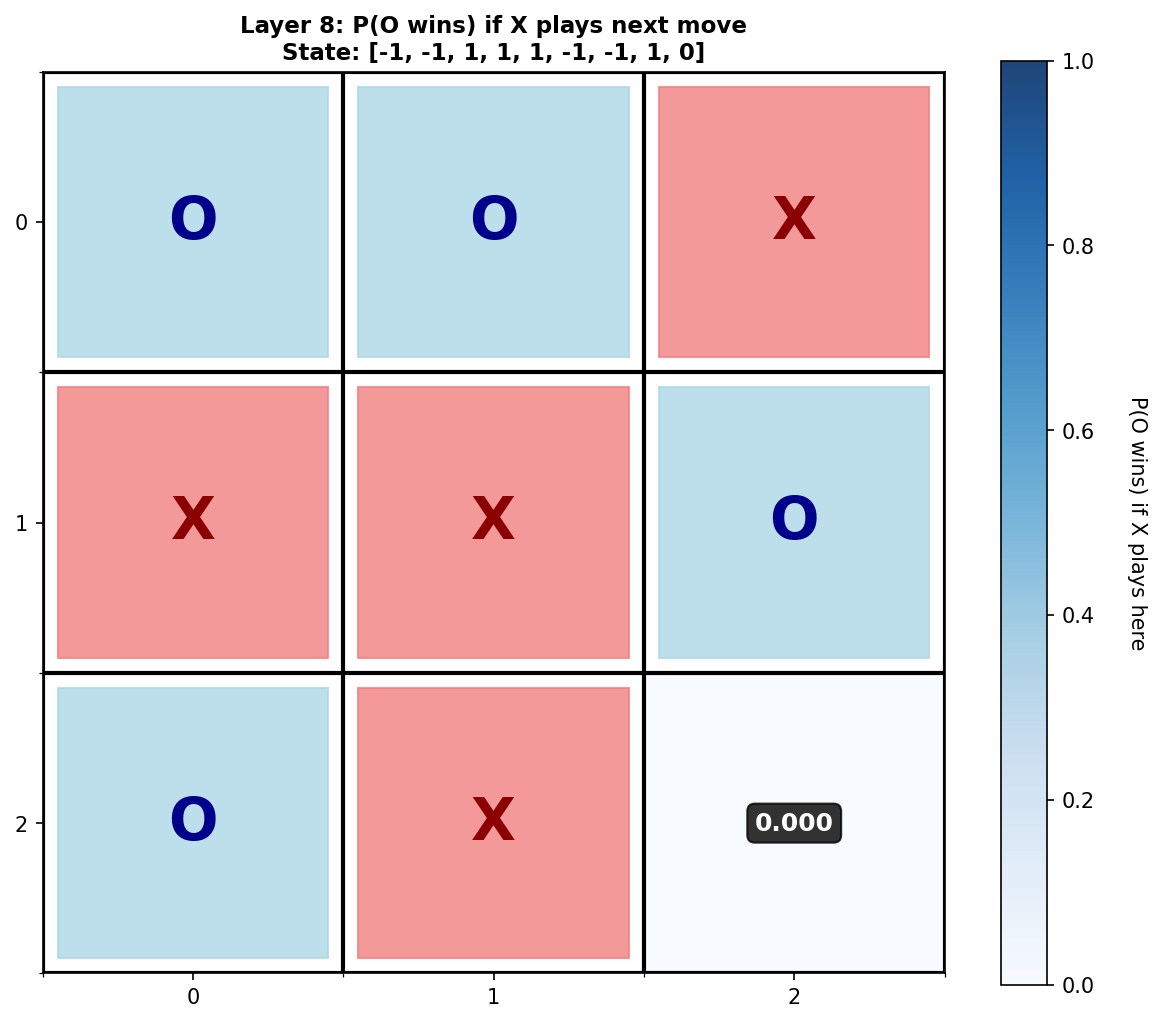 Layer 8: P(O wins) if X plays next move
State: [-1, -1, 1, 1, 1, -1, -1, 1, 0]
0 O O X
1 X X O
2 O X 0.000
0 1 2
1.0
0.8
0.6
0.4
0.2
0.0
P(O wins) if X plays here